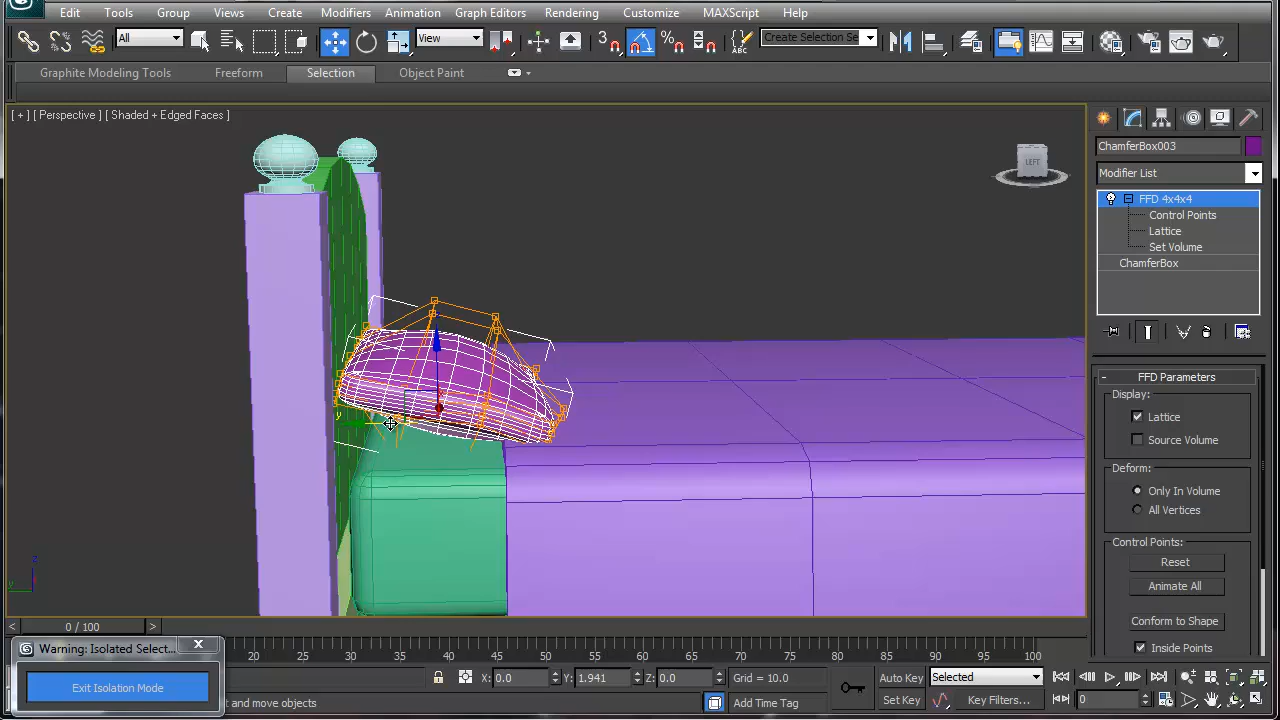 Edit Tools Group Views Create Modifiers Animation Graph Editors Rendering Customize MAXScript Help
All View 3 Create Selection Se
Graphite Modeling Tools Freeform Selection Object Paint
[ + ] [ Perspective ] [ Shaded + Edged Faces ]
LEFT
ChamferBox003
Modifier List
FFD 4x4x4
Control Points
Lattice
Set Volume
ChamferBox
- FFD Parameters
Display:
Lattice
Source Volume
Deform:
Only In Volume
All Vertices
Control Points:
Reset
Animate All
Conform to Shape
Inside Points
y
z
y
< 0 / 100 >
Warning: Isolated Select... X
Exit Isolation Mode
20 25 30 35 40 45 50 55 60 65 70 75 80 85 90 95 100
X: 0.0 Y: 1.941 Z: 0.0 Grid = 10.0 Auto Key Selected
and move objects Add Time Tag Set Key Key Filters... 0